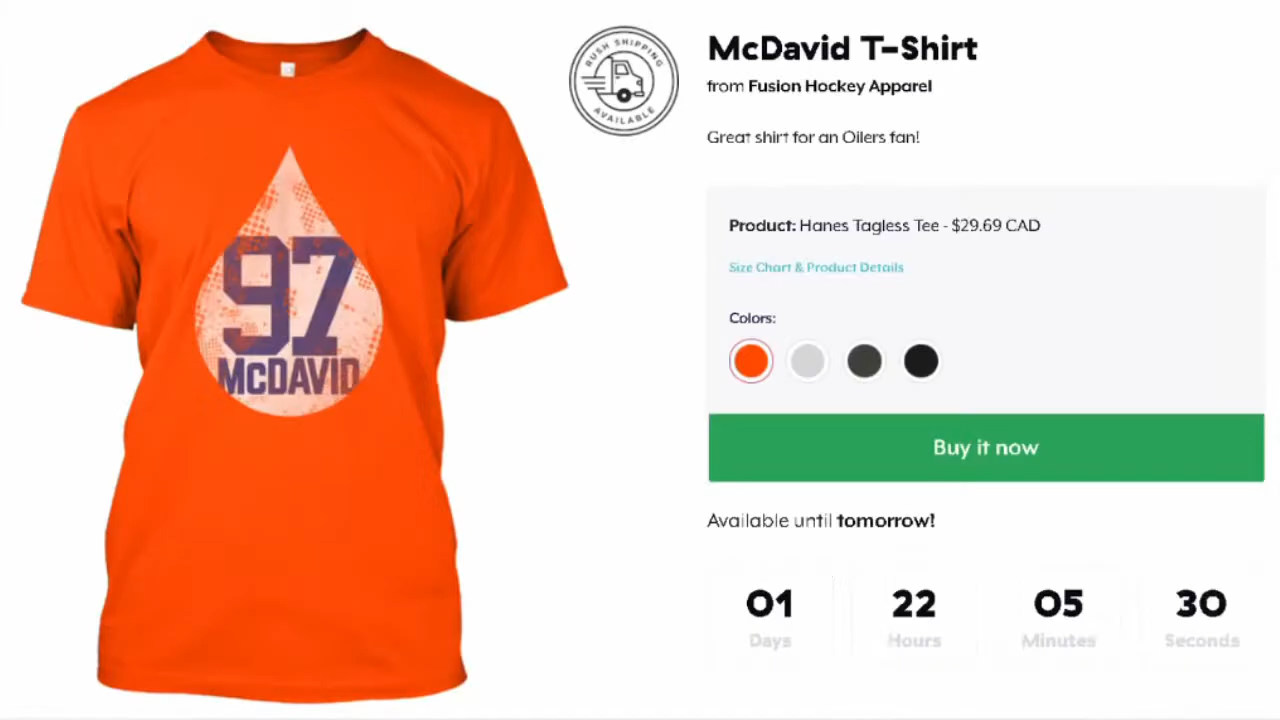 97
McDAVID
RUSH SHIPPING
AVAILABLE
McDavid T-Shirt
from Fusion Hockey Apparel
Great shirt for an Oilers fan!
Product: Hanes Tagless Tee - $29.69 CAD
Size Chart & Product Details
Colors:
Buy it now
Available until tomorrow!
01 22 05 30
Days Hours Minutes Seconds